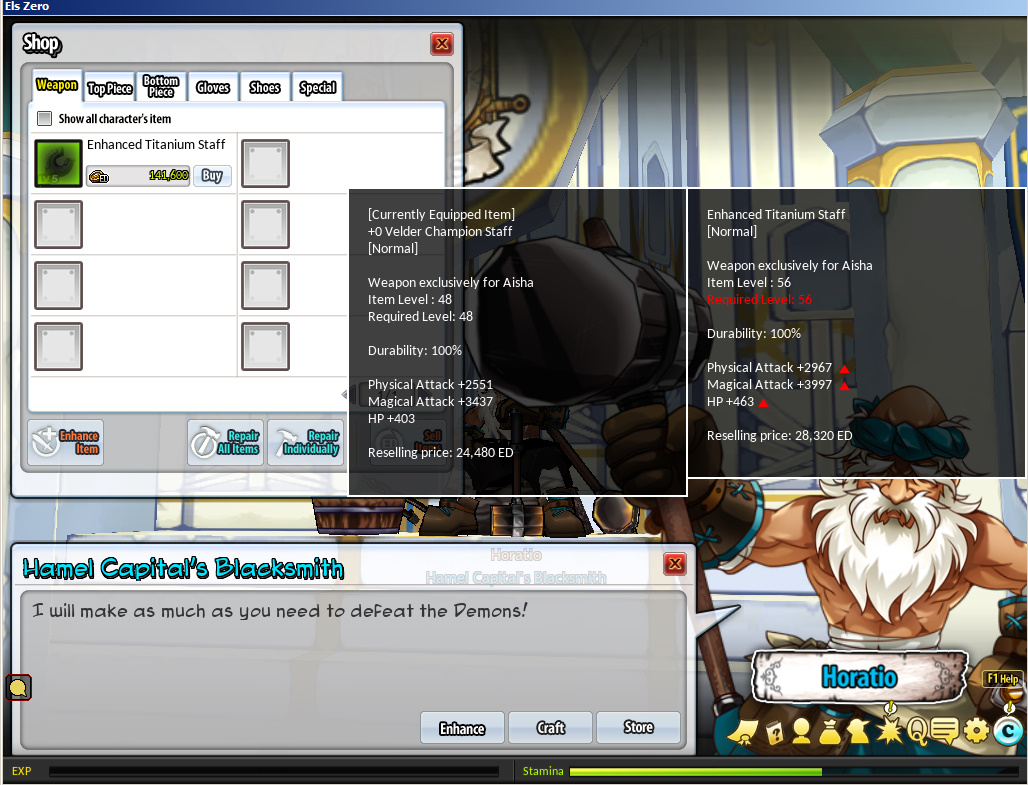 Els Zero
Shop
Weapon
Top Piece
Bottom
Piece
Gloves
Shoes
Special
Show all character's item
Enhanced Titanium Staff
ED
141,600
Buy
[Currently Equipped Item]
+0 Velder Champion Staff
[Normal]
Weapon exclusively for Aisha
Item Level : 48
Required Level: 48
Durability: 100%
Physical Attack +2551
Magical Attack +3437
HP +403
Reselling price: 24,480 ED
Enhanced Titanium Staff
[Normal]
Weapon exclusively for Aisha
Item Level : 56
Required Level: 56
Durability: 100%
Physical Attack +2967
Magical Attack +3997
HP +463
Reselling price: 28,320 ED
Enhance
Item
Repair
All Items
Repair
Individually
Sell
Horatio
Hamel Capital's Blacksmith
Hamel Capital's Blacksmith
I will make as much as you need to defeat the Demons!
Enhance
Craft
Store
Horatio
F1 Help
EXP
Stamina